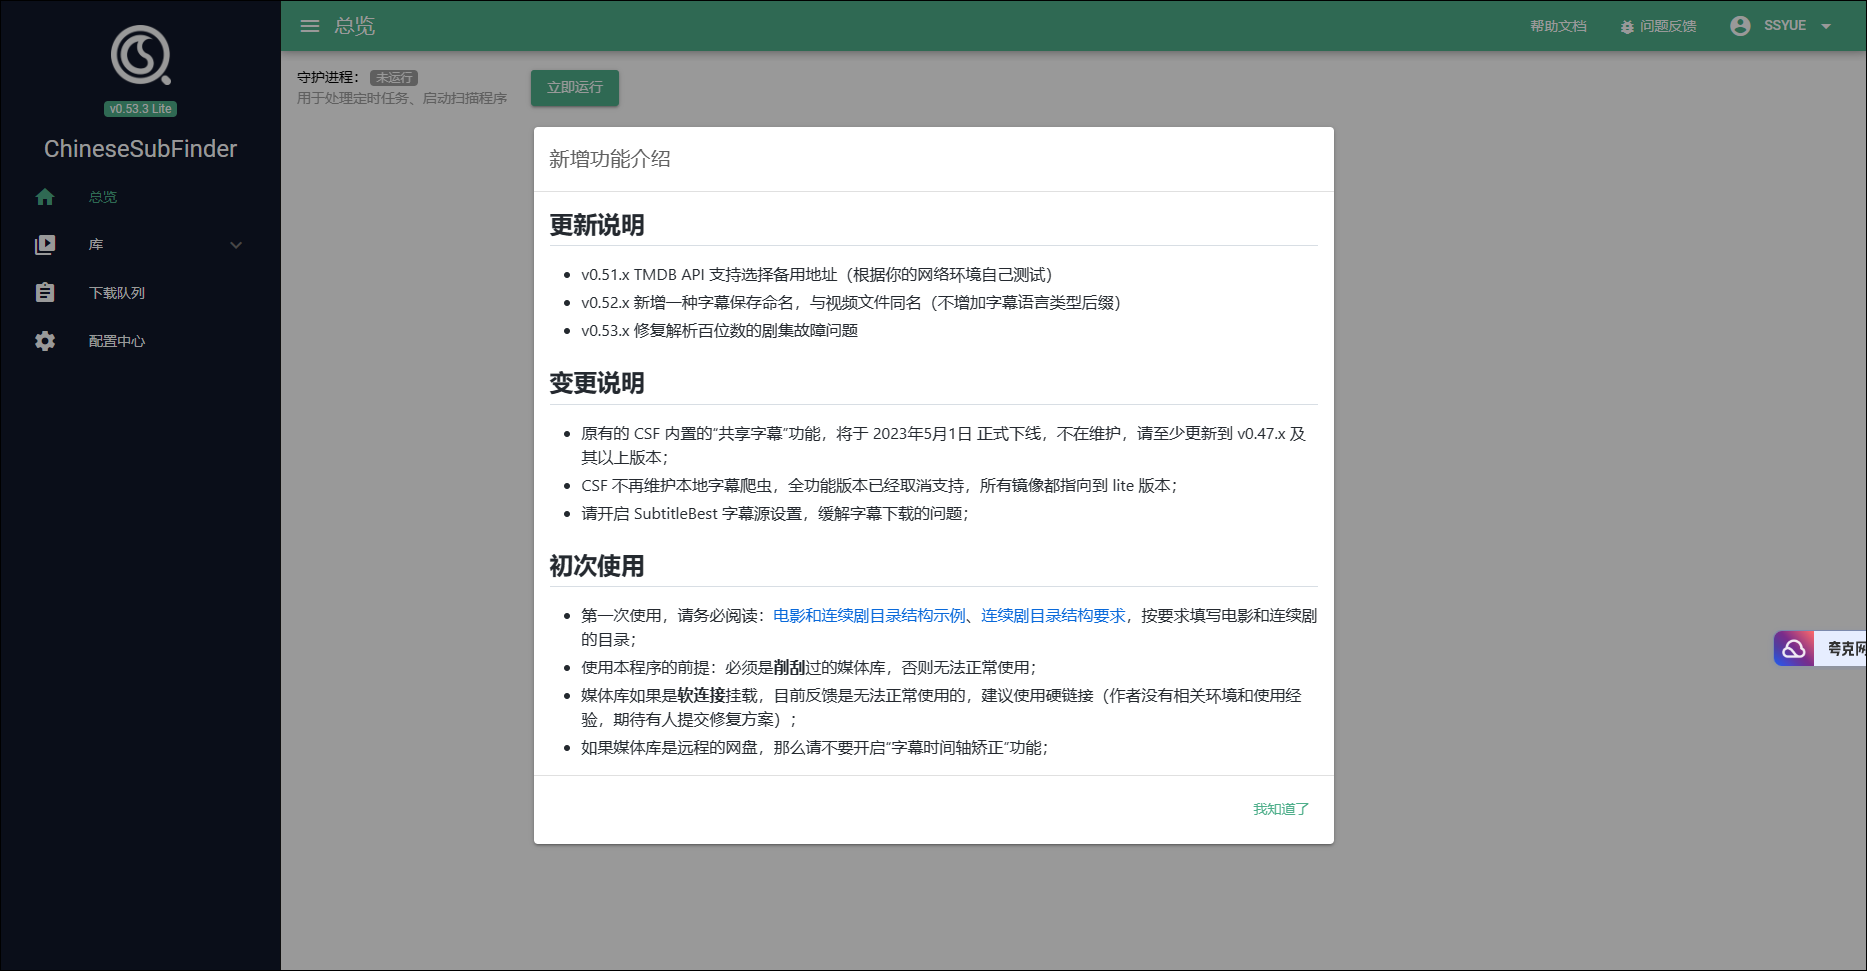 v0.53.3 Lite
ChineseSubFinder
总览
库
下载队列
配置中心
总览
帮助文档
问题反馈
SSYUE
守护进程：
未运行
用于处理定时任务、启动扫描程序
立即运行
新增功能介绍
更新说明
v0.51.x TMDB API 支持选择备用地址（根据你的网络环境自己测试）
v0.52.x 新增一种字幕保存命名，与视频文件同名（不增加字幕语言类型后缀）
v0.53.x 修复解析百位数的剧集故障问题
变更说明
原有的 CSF 内置的“共享字幕”功能，将于 2023年5月1日 正式下线，不在维护，请至少更新到 v0.47.x 及
其以上版本；
CSF 不再维护本地字幕爬虫，全功能版本已经取消支持，所有镜像都指向到 lite 版本；
请开启 SubtitleBest 字幕源设置，缓解字幕下载的问题；
初次使用
第一次使用，请务必阅读：电影和连续剧目录结构示例、连续剧目录结构要求，按要求填写电影和连续剧
的目录；
使用本程序的前提：必须是削刮过的媒体库，否则无法正常使用；
媒体库如果是软连接挂载，目前反馈是无法正常使用的，建议使用硬链接（作者没有相关环境和使用经
验，期待有人提交修复方案）；
如果媒体库是远程的网盘，那么请不要开启”字幕时间轴矫正“功能；
我知道了
夸克网